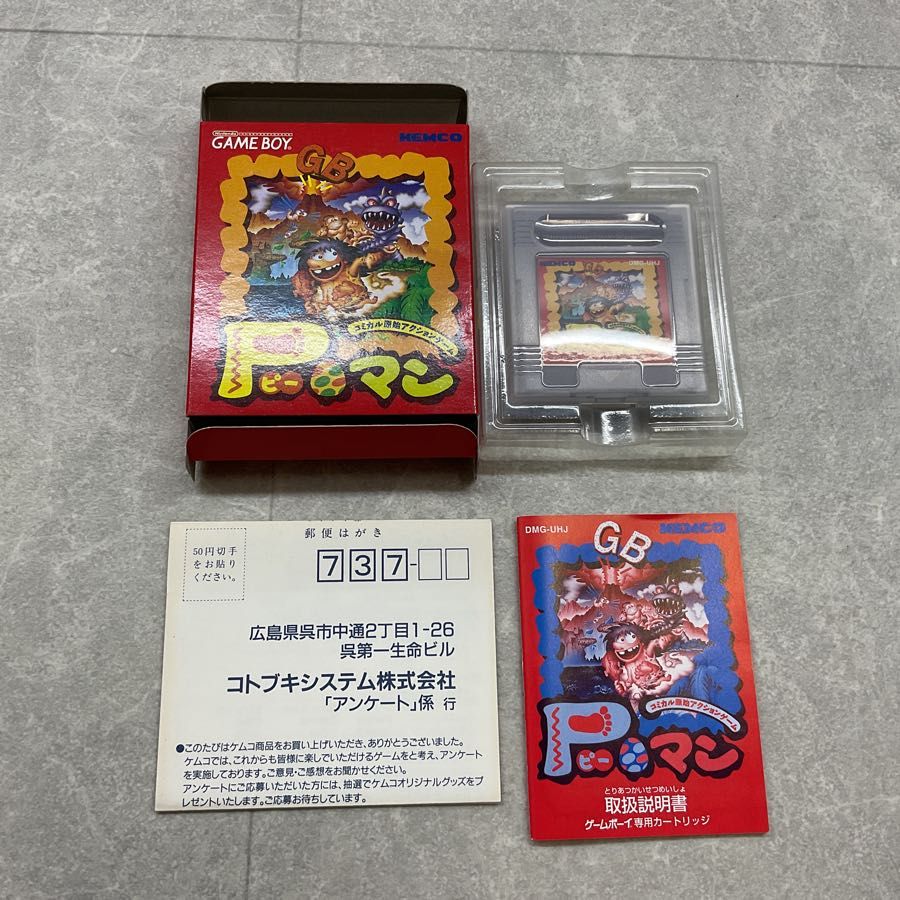 Nintendo
GAME BOY
KEMCO
GB
コミカル原始アクションゲーム
Pピーマン
KEMCO
DMG-UHJ
GB
50円切手
をお貼り
ください。
郵便はがき
737-
広島県呉市中通2丁目1-26
呉第一生命ビル
コトブキシステム株式会社
「アンケート」係 行
●このたびはケムコ商品をお買い上げいただき、ありがとうございました。
ケムコでは、これからも皆様に楽しでいただけるゲームをと考え、アンケート
を実施しております。ご意見・ご感想をお聞かせください。
アンケートにご応募いただいた方には、抽選でケムコオリジナルグッズをプ
レゼントいたします。ご応募お待ちしています。
DMG-UHJ
KEMCO
GB
コミカル原始アクションゲーム
Pピーマン
とりあつかいせつめいしょ
取扱説明書
ゲームボーイ専用カートリッジ